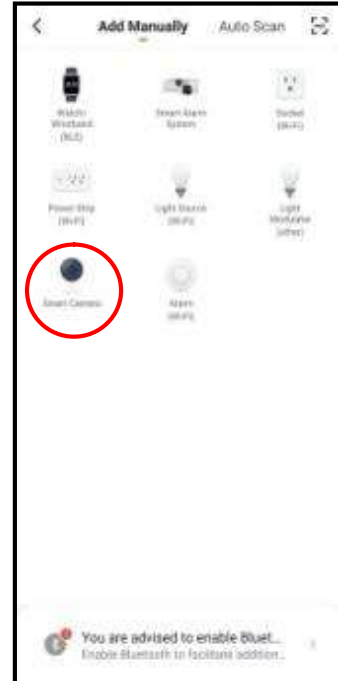 Add Manually
Auto Scan
Watch/
Wristband
(BLE)
Smart Alarm
System
Socket
(Wi-Fi)
Power Strip
(Wi-Fi)
Light Source
(Wi-Fi)
Light
(other)
Smart Camera
Alarm
(Wi-Fi)
You are advised to enable Bluet...
Enable Bluetooth to facilitate addition...